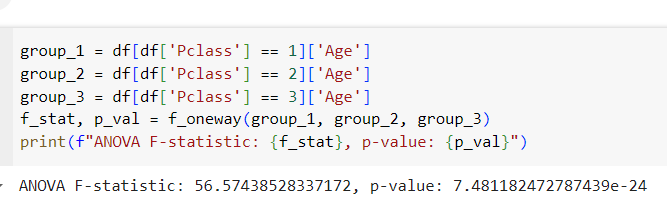 group_1 = df[df['Pclass'] == 1]['Age']
group_2 = df[df['Pclass'] == 2]['Age']
group_3 = df[df['Pclass'] == 3]['Age']
f_stat, p_val = f_oneway(group_1, group_2, group_3)
print(f"ANOVA F-statistic: {f_stat}, p-value: {p_val}")
ANOVA F-statistic: 56.57438528337172, p-value: 7.481182472787439e-24